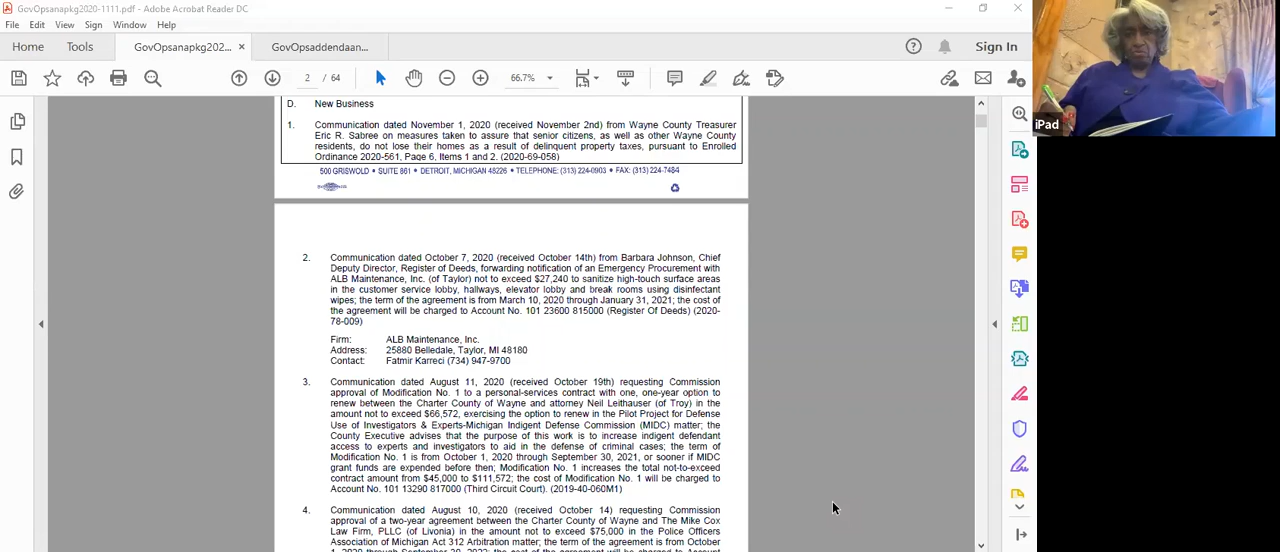 GovOpsanapkg2020-1111.pdf - Adobe Acrobat Reader DC
File Edit View Sign Window Help
Home Tools GovOpsanapkg202... × GovOpsaddendaan... Sign In
2 / 64 66.7%
D. New Business
1. Communication dated November 1, 2020 (received November 2nd) from Wayne County Treasurer
Eric R. Sabree on measures taken to assure that senior citizens, as well as other Wayne County
residents, do not lose their homes as a result of delinquent property taxes, pursuant to Enrolled
Ordinance 2020-561, Page 6, Items 1 and 2. (2020-69-058)
500 GRISWOLD • SUITE 861 • DETROIT, MICHIGAN 48226 • TELEPHONE: (313) 224-0903 • FAX: (313) 224-7484
2. Communication dated October 7, 2020 (received October 14th) from Barbara Johnson, Chief
Deputy Director, Register of Deeds, forwarding notification of an Emergency Procurement with
ALB Maintenance, Inc. (of Taylor) not to exceed $27,240 to sanitize high-touch surface areas
in the customer service lobby, hallways, elevator lobby and break rooms using disinfectant
wipes; the term of the agreement is from March 10, 2020 through January 31, 2021; the cost of
the agreement will be charged to Account No. 101 23600 815000 (Register Of Deeds) (2020-
78-009)
Firm: ALB Maintenance, Inc.
Address: 25880 Belledale, Taylor, MI 48180
Contact: Fatmir Karreci (734) 947-9700
3. Communication dated August 11, 2020 (received October 19th) requesting Commission
approval of Modification No. 1 to a personal-services contract with one, one-year option to
renew between the Charter County of Wayne and attorney Neil Leithauser (of Troy) in the
amount not to exceed $66,572, exercising the option to renew in the Pilot Project for Defense
Use of Investigators & Experts-Michigan Indigent Defense Commission (MIDC) matter; the
County Executive advises that the purpose of this work is to increase indigent defendant
access to experts and investigators to aid in the defense of criminal cases; the term of
Modification No. 1 is from October 1, 2020 through September 30, 2021, or sooner if MIDC
grant funds are expended before then; Modification No. 1 increases the total not-to-exceed
contract amount from $45,000 to $111,572; the cost of Modification No. 1 will be charged to
Account No. 101 13290 817000 (Third Circuit Court). (2019-40-060M1)
4. Communication dated August 10, 2020 (received October 14) requesting Commission
approval of a two-year agreement between the Charter County of Wayne and The Mike Cox
Law Firm, PLLC (of Livonia) in the amount not to exceed $75,000 in the Police Officers
Association of Michigan Act 312 Arbitration matter; the term of the agreement is from October
1, 2020 through September 30, 2022; the cost of the agreement will be charged to Account
iPad